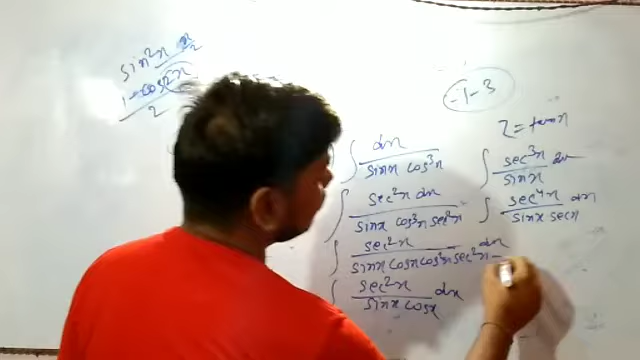 sin²x
1-cos2x
2
-1-3
z = tanx
∫ dx / sinx cos³x
∫ sec³x / sinx dx
∫ sec²x dx / sinx cos³x sec²x
∫ sec⁴x / sinx secx dx
∫ sec²x / sinx cosx cos²x sec²x dx
∫ sec²x / sinx cosx dx